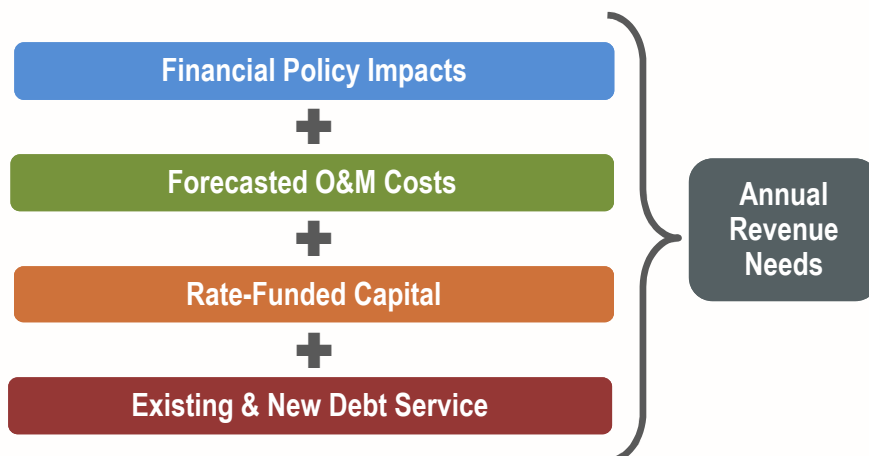 Financial Policy Impacts
+
Forecasted O&M Costs
+
Rate-Funded Capital
+
Existing & New Debt Service
Annual
Revenue
Needs